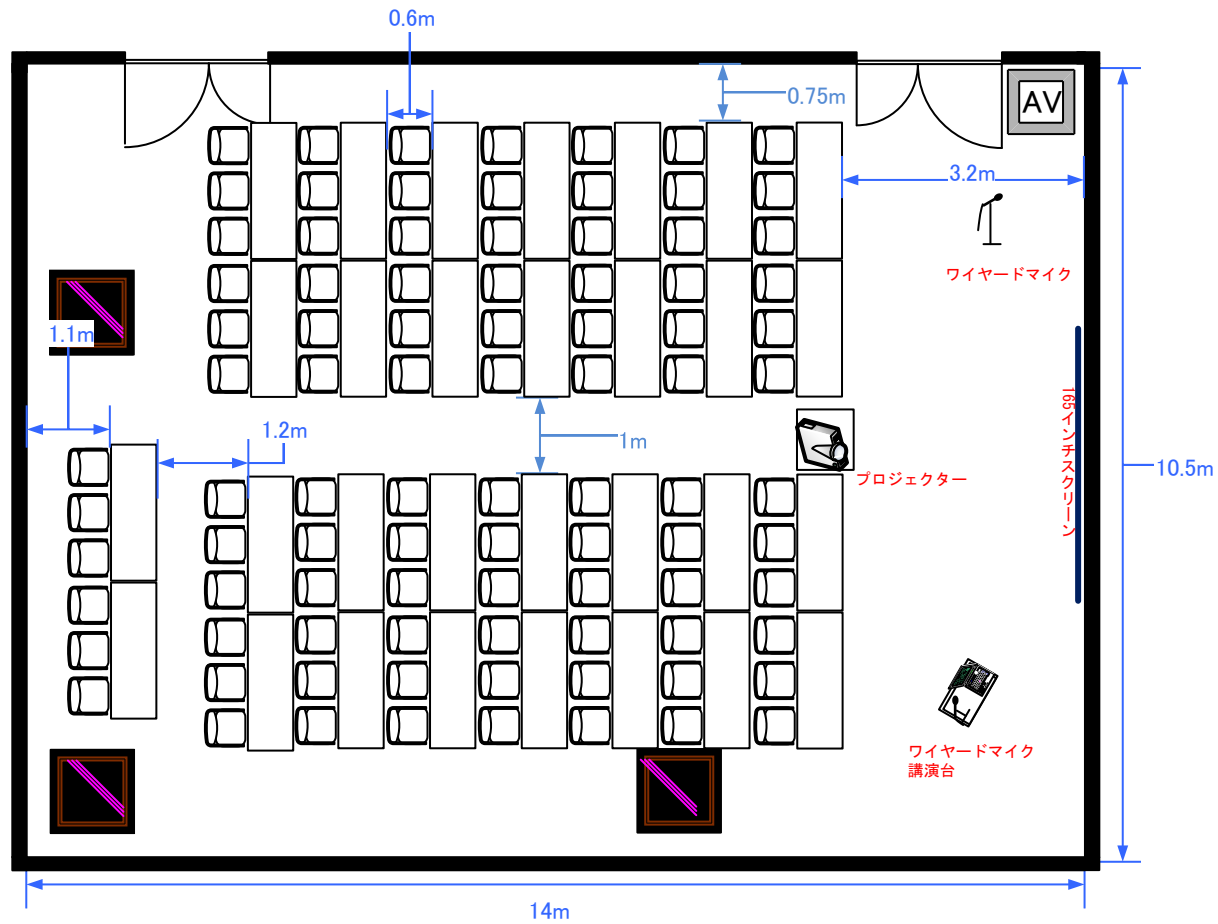 0.6m
0.75m
AV
3.2m
ワイヤードマイク
1.1m
165インチスクリーン
1.2m
1m
プロジェクター
10.5m
ワイヤードマイク
講演台
14m